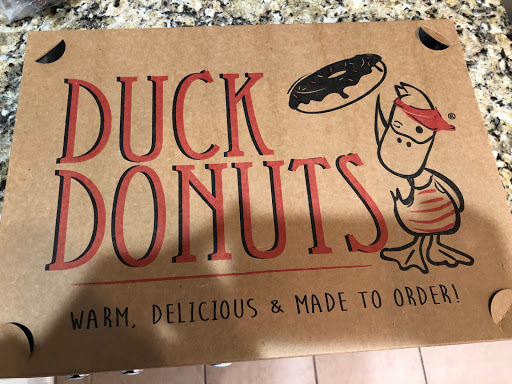 DUCK
DONUTS
®
WARM, DELICIOUS & MADE TO ORDER!